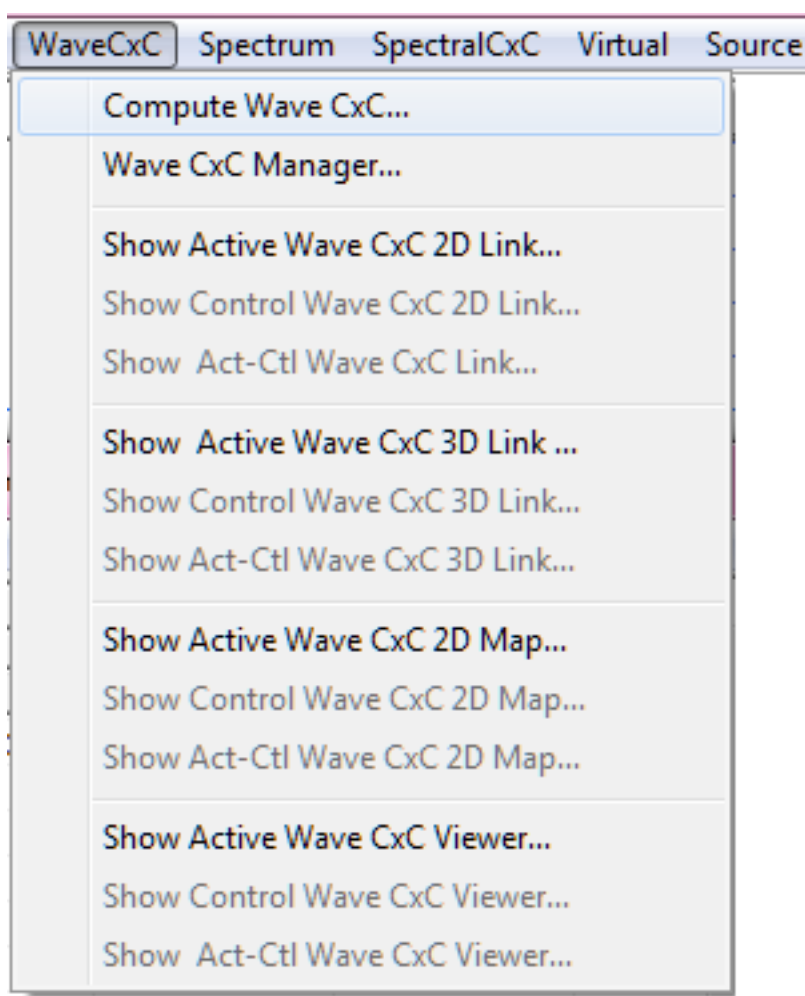 WaveCxC Spectrum SpectralCxC Virtual Source
Compute Wave CxC...
Wave CxC Manager...
Show Active Wave CxC 2D Link...
Show Control Wave CxC 2D Link...
Show  Act-Ctl Wave CxC Link...
Show  Active Wave CxC 3D Link ...
Show Control Wave CxC 3D Link...
Show Act-Ctl Wave CxC 3D Link...
Show Active Wave CxC 2D Map...
Show Control Wave CxC 2D Map...
Show Act-Ctl Wave CxC 2D Map...
Show Active Wave CxC Viewer...
Show Control Wave CxC Viewer...
Show  Act-Ctl Wave CxC Viewer...